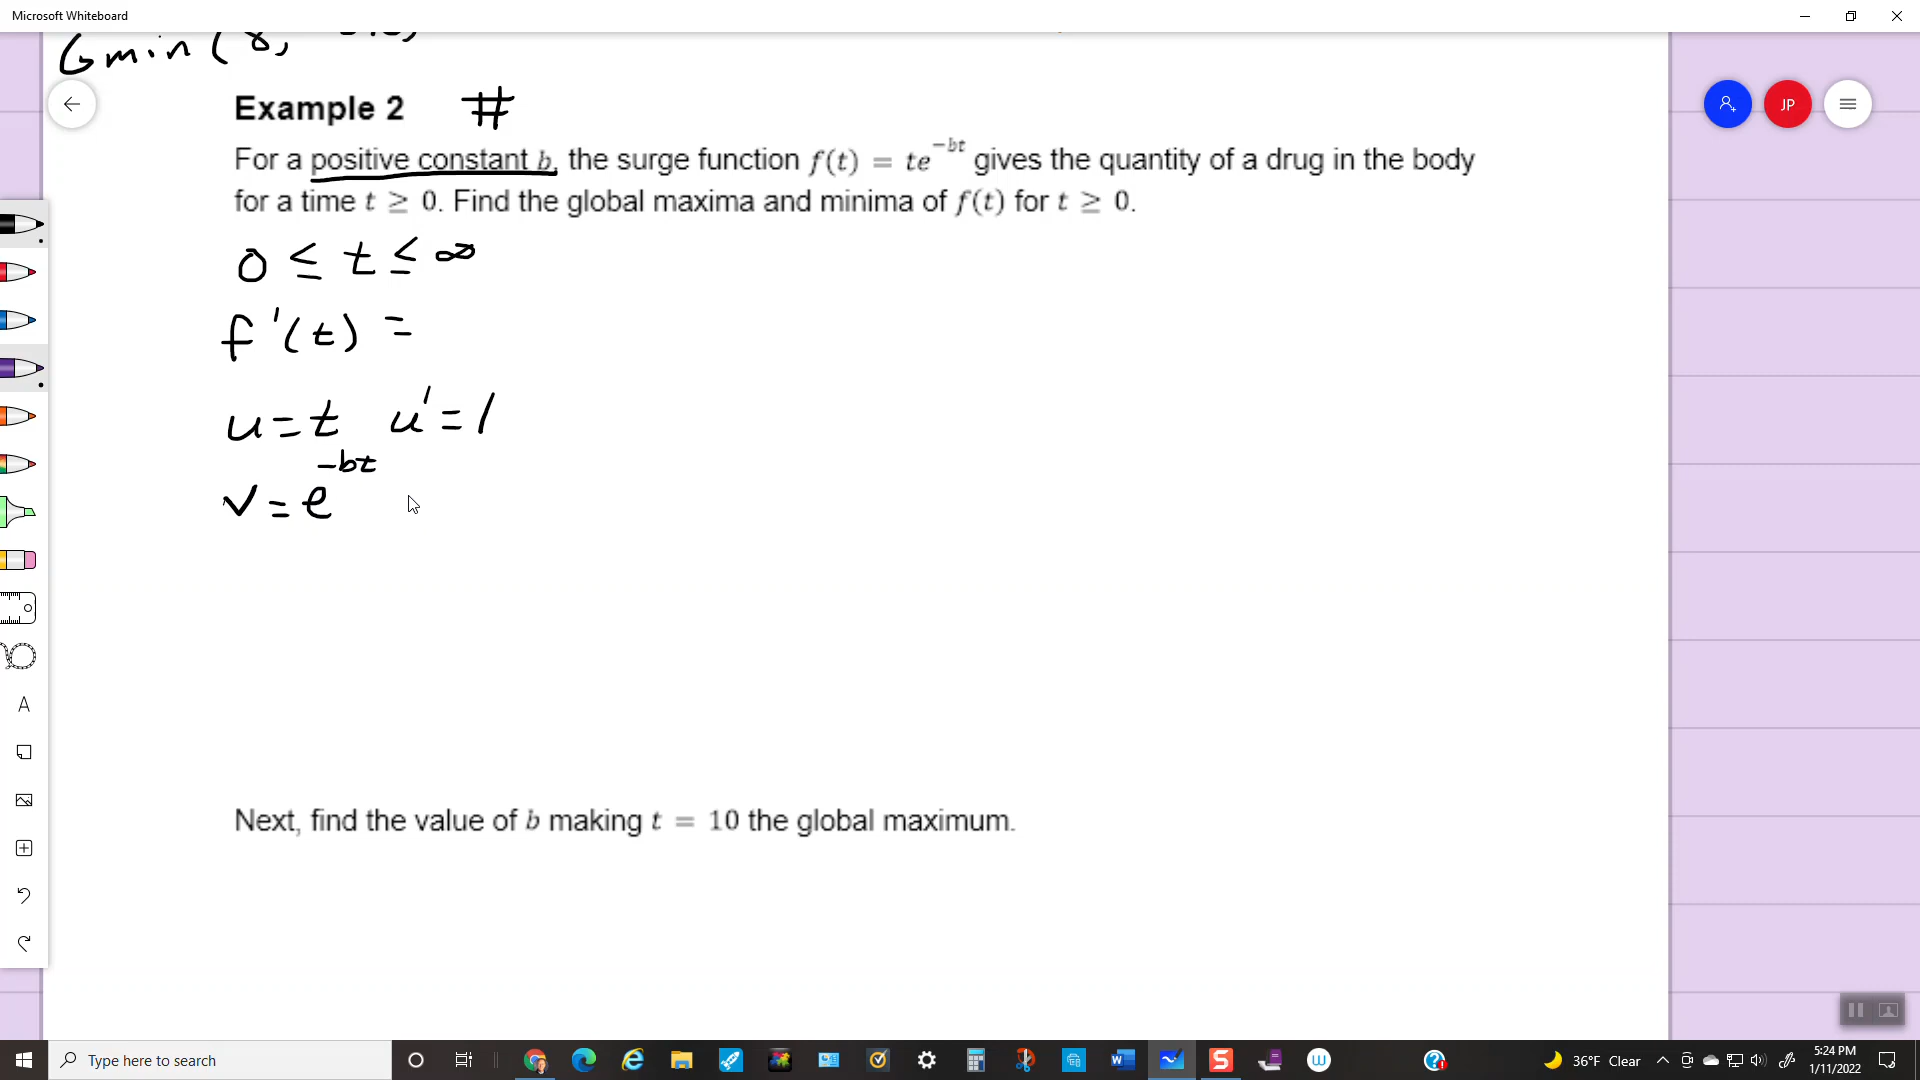 Microsoft Whiteboard
Gmin(8,
JP
Example 2 #
For a positive constant b, the surge function f(t) = te^{-bt} gives the quantity of a drug in the body
for a time t ≥ 0. Find the global maxima and minima of f(t) for t ≥ 0.
0 ≤ t ≤ ∞
f'(t) =
u = t u' = 1
v = e^{-bt}
Next, find the value of b making t = 10 the global maximum.
Type here to search
36°F Clear
5:24 PM
1/11/2022